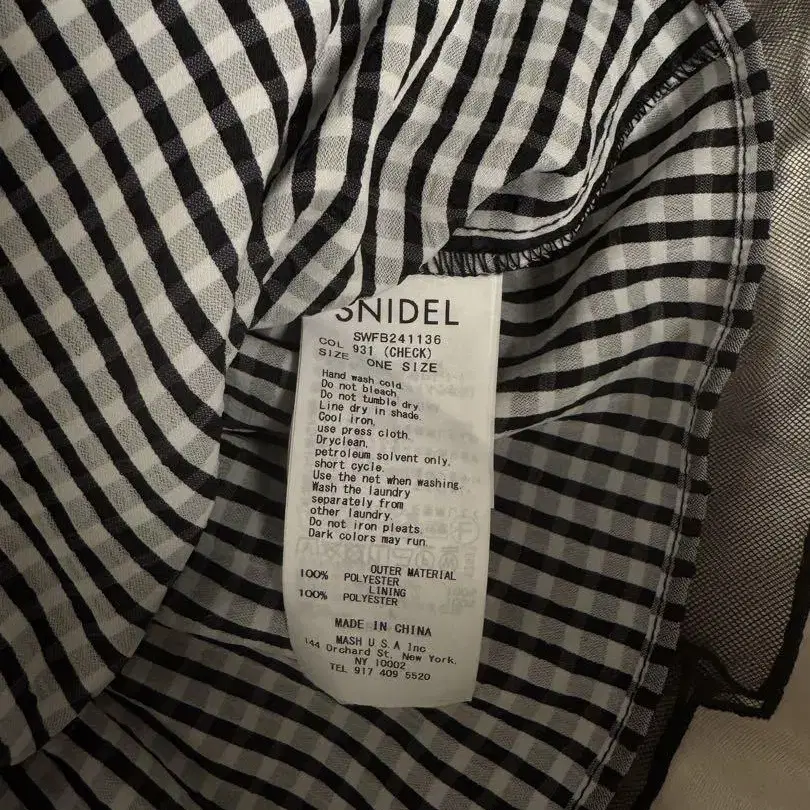 SNIDEL
SWFB241136
COL 931 (CHECK)
SIZE ONE SIZE
Hand wash cold.
Do not bleach.
Do not tumble dry.
Line dry in shade.
Cool iron,
use press cloth.
Dryclean,
petroleum solvent only,
short cycle.
Use the net when washing.
Wash the laundry
separately from
other laundry.
Do not iron pleats.
Dark colors may run.
OUTER MATERIAL
100% POLYESTER
LINING
100% POLYESTER
MADE IN CHINA
MASH U S A Inc
144 Orchard St. New York.
NY 10002
TEL 917 409 5520